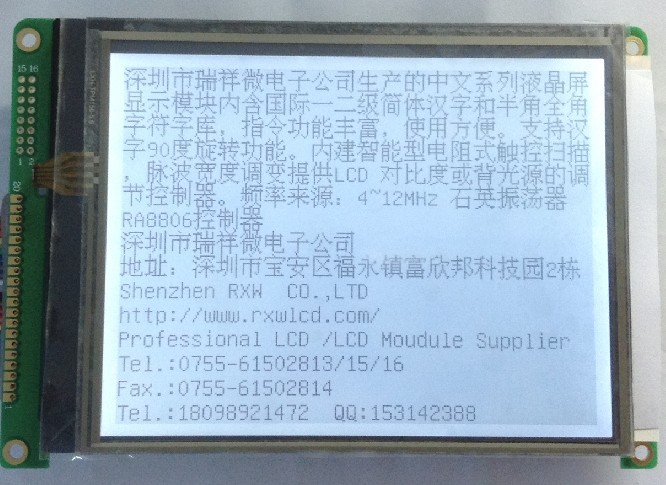 深圳市瑞祥微电子公司生产的中文系列液晶屏
显示模块内含国际一二级简体汉字和半角全角
字符字库，指令功能丰富，使用方便。支持汉
字90度旋转功能。内建智能型电阻式触控扫描
，脉波宽度调变提供LCD 对比度或背光源的调
节控制器。频率来源：4~12MHz 石英振荡器
RA8806控制器
深圳市瑞祥微电子公司
地址：深圳市宝安区福永镇富欣邦科技园2栋
Shenzhen RXW  CO.,LTD
http://www.rxwlcd.com/
Professional LCD /LCD Moudule Supplier
Tel.:0755-61502813/15/16
Fax.:0755-61502814
Tel.:18098921472  QQ:153142388
15 16
1 2
20